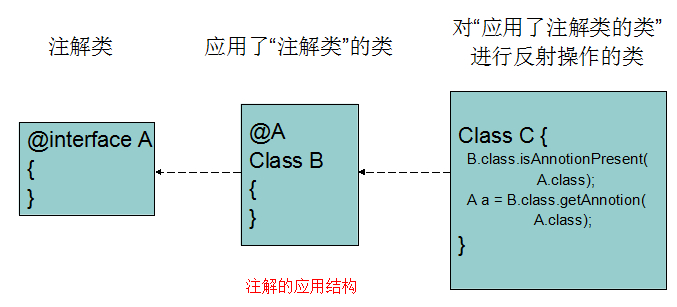 注解类
@interface A
{
}
应用了“注解类”的类
@A
Class B
{
}
对“应用了注解类的类”
进行反射操作的类
Class C {
B.class.isAnnotionPresent(
A.class);
A a = B.class.getAnnotion(
A.class);
}
注解的应用结构